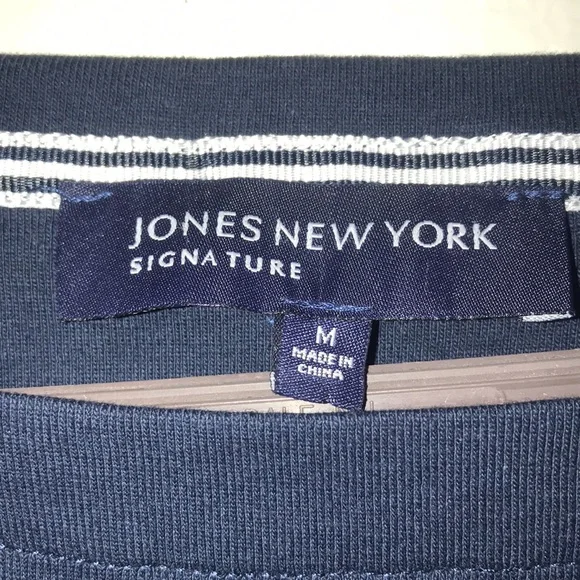 JONES NEW YORK
SIGNATURE
M
MADE IN
CHINA